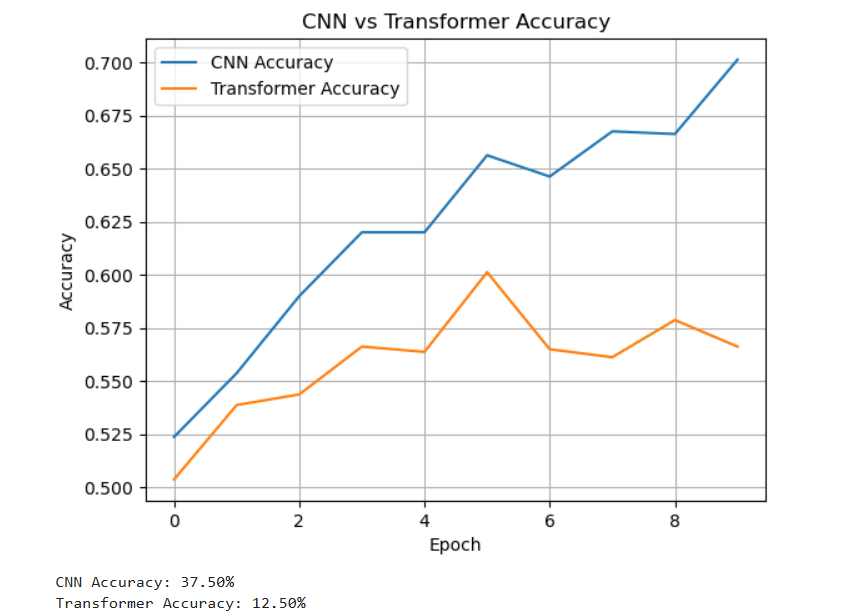 CNN vs Transformer Accuracy
CNN Accuracy
Transformer Accuracy
0.700
0.675
0.650
0.625
0.600
0.575
0.550
0.525
0.500
Accuracy
0 2 4 6 8
Epoch
CNN Accuracy: 37.50%
Transformer Accuracy: 12.50%